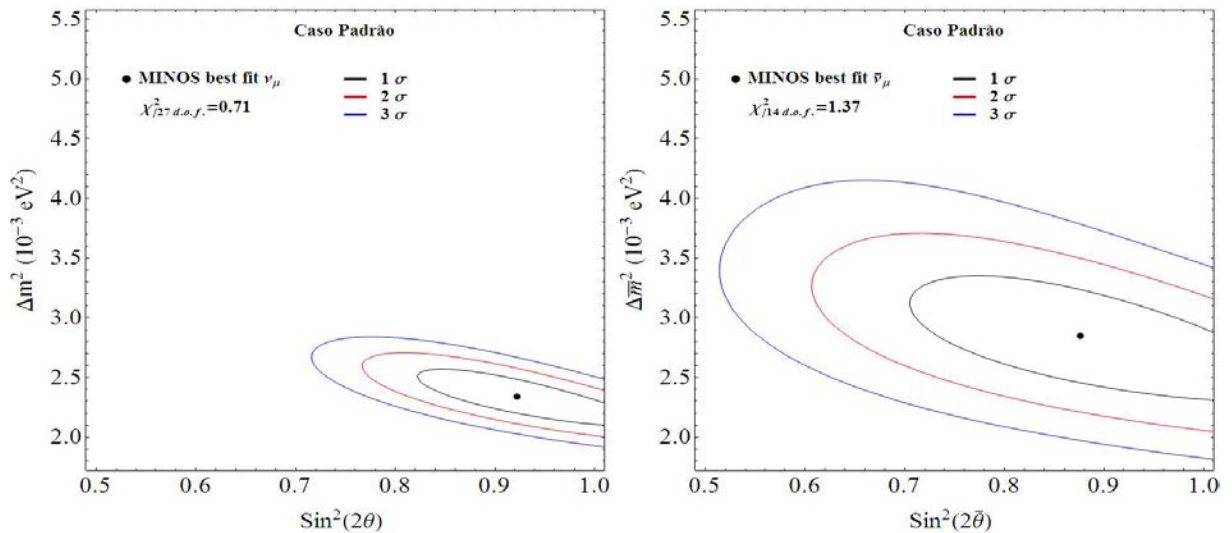 Caso Padrão
MINOS best fit νμ
χ²/27 d.o.f.=0.71
1 σ
2 σ
3 σ
5.5
5.0
4.5
4.0
3.5
3.0
2.5
2.0
Δm² (10⁻³ eV²)
0.5 0.6 0.7 0.8 0.9 1.0
Sin²(2θ)
Caso Padrão
MINOS best fit ν̄μ
χ²/14 d.o.f.=1.37
1 σ
2 σ
3 σ
5.5
5.0
4.5
4.0
3.5
3.0
2.5
2.0
Δm̄² (10⁻³ eV²)
0.5 0.6 0.7 0.8 0.9 1.0
Sin²(2θ̄)